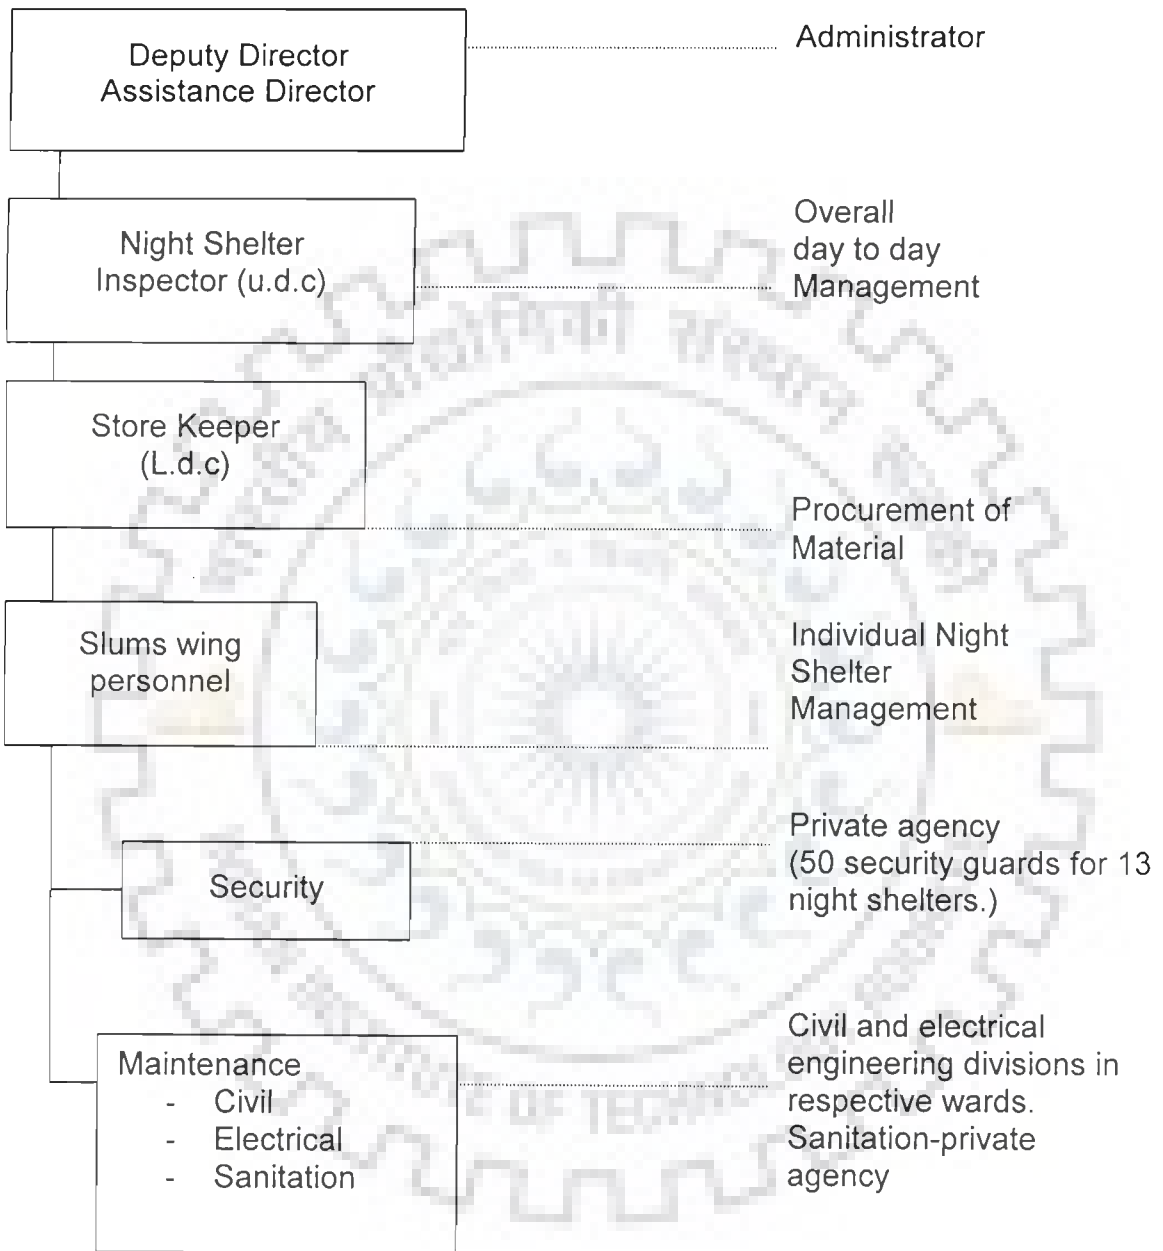 Deputy Director
Assistance Director
Administrator
Night Shelter
Inspector (u.d.c)
Overall
day to day
Management
Store Keeper
(L.d.c)
Procurement of
Material
Slums wing
personnel
Individual Night
Shelter
Management
Security
Private agency
(50 security guards for 13
night shelters.)
Maintenance
- Civil
- Electrical
- Sanitation
Civil and electrical
engineering divisions in
respective wards.
Sanitation-private
agency
OF TECHN